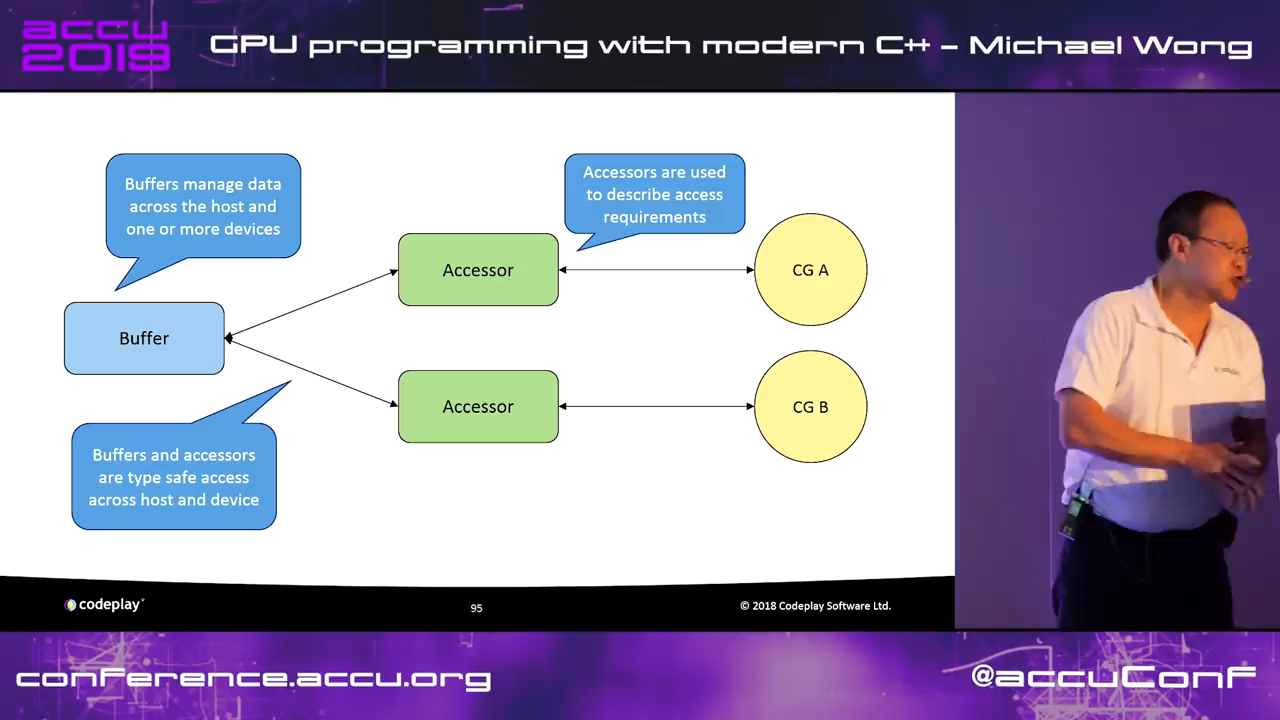 accu
2019
GPU programming with modern C++ - Michael Wong
Buffers manage data
across the host and
one or more devices
Accessors are used
to describe access
requirements
Accessor
CG A
Buffer
Accessor
CG B
Buffers and accessors
are type safe access
across host and device
codeplay
95
© 2018 Codeplay Software Ltd.
conference.accu.org
@accuConf